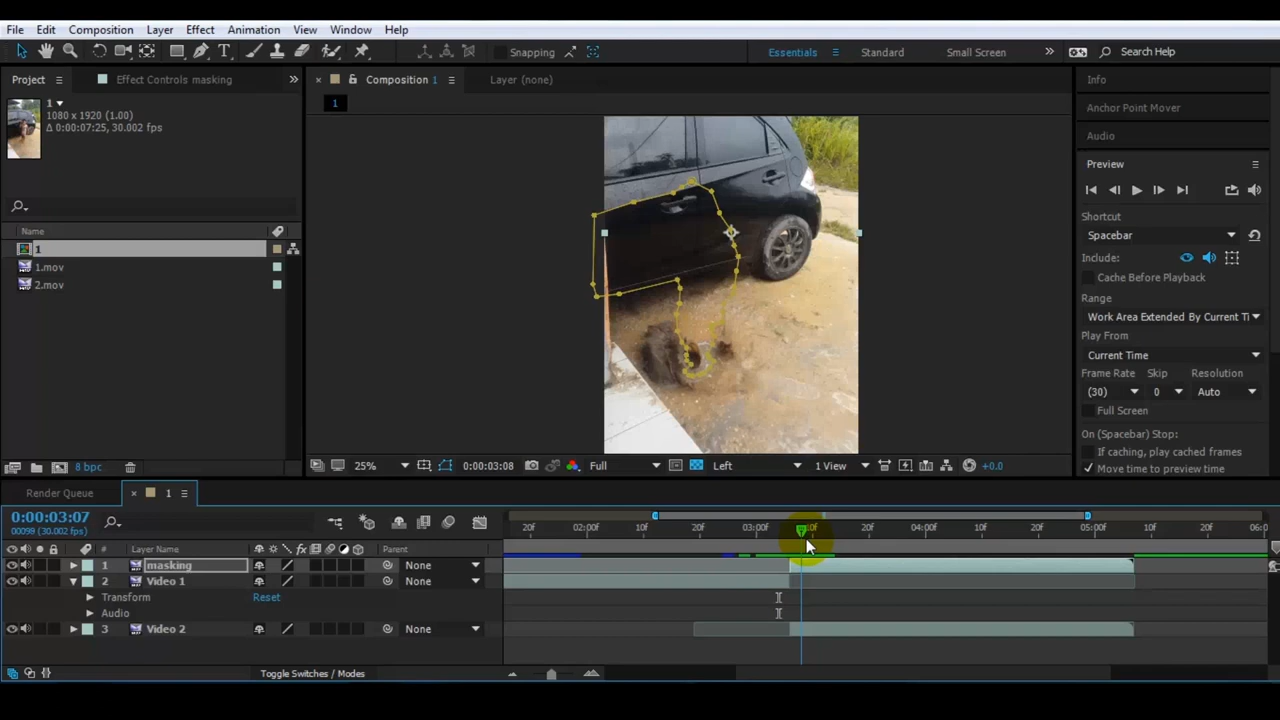 File Edit Composition Layer Effect Animation View Window Help
T Snapping Essentials Standard Small Screen Search Help
Project Effect Controls masking
Composition 1 Layer (none)
1
1
1080 x 1920 (1.00)
Δ 0:00:07:25, 30.002 fps
Name
1
1.mov
2.mov
8 bpc
25% 0:00:03:08 Full Left 1 View +0.0
Info
Anchor Point Mover
Audio
Preview
Shortcut
Spacebar
Include:
Cache Before Playback
Range
Work Area Extended By Current Ti
Play From
Current Time
Frame Rate Skip Resolution
(30) 0 Auto
Full Screen
On (Spacebar) Stop:
If caching, play cached frames
Move time to preview time
Render Queue 1
0:00:03:07
00098 (30.002 fps)
20f 02:00f 10f 20f 03:00f 10f 20f 04:00f 10f 20f 05:00f 10f 20f 06:0
# Layer Name Parent
1 masking None
2 Video 1 None
Transform Reset
Audio
3 Video 2 None
Toggle Switches / Modes